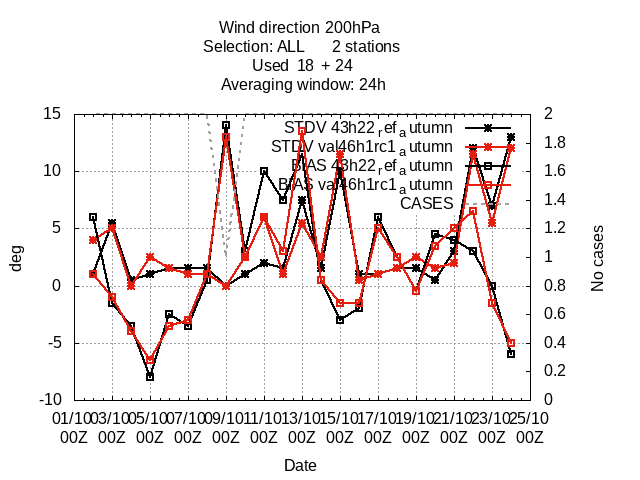 Wind direction 200hPa
Selection: ALL 2 stations
Used 18 + 24
Averaging window: 24h
STDV 43h22refautumn
STDV val46h1rc1autumn
BIAS 43h22refautumn
BIAS val46h1rc1autumn
CASES
deg
15
10
5
0
-5
-10
2
1.8
1.6
1.4
1.2
1
0.8
0.6
0.4
0.2
0
No cases
01/10 03/10 05/10 07/10 09/10 11/10 13/10 15/10 17/10 19/10 21/10 23/10 25/10
00Z 00Z 00Z 00Z 00Z 00Z 00Z 00Z 00Z 00Z 00Z 00Z 00Z
Date